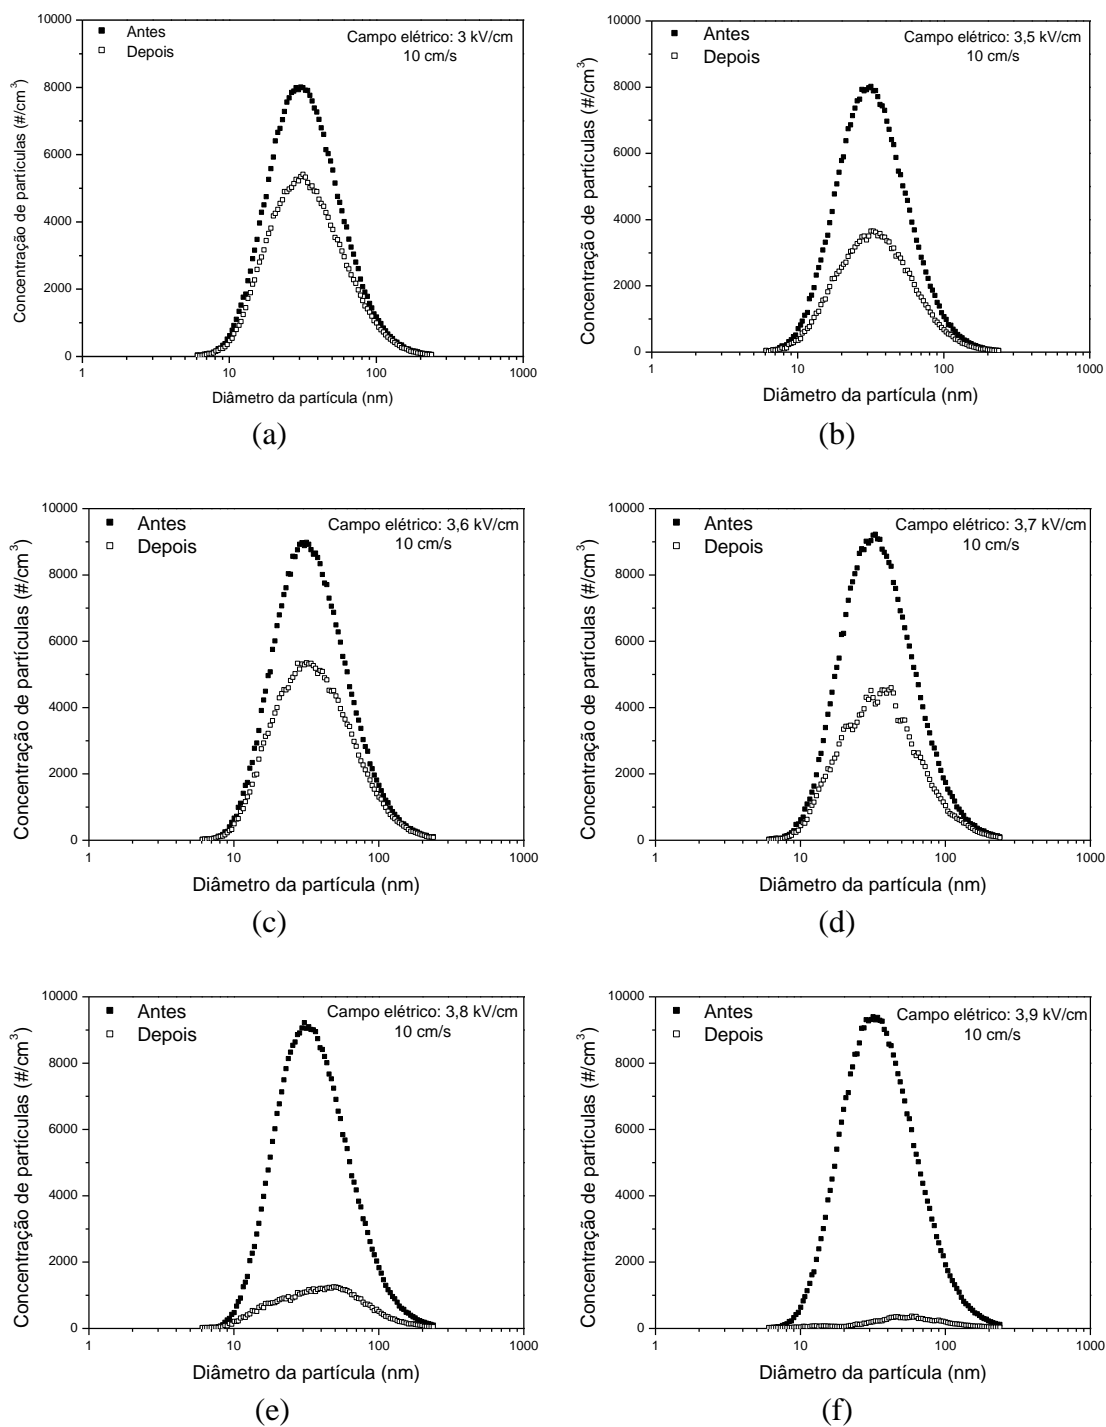 10000
8000
6000
4000
2000
0
Concentração de partículas (#/cm³)
Antes
Depois
Campo elétrico: 3 kV/cm
10 cm/s
1 10 100 1000
Diâmetro da partícula (nm)
(a)
10000
8000
6000
4000
2000
0
Concentração de partículas (#/cm³)
Antes
Depois
Campo elétrico: 3,5 kV/cm
10 cm/s
1 10 100 1000
Diâmetro da partícula (nm)
(b)
10000
8000
6000
4000
2000
0
Concentração de partículas (#/cm³)
Antes
Depois
Campo elétrico: 3,6 kV/cm
10 cm/s
1 10 100 1000
Diâmetro da partícula (nm)
(c)
10000
8000
6000
4000
2000
0
Concentração de partículas (#/cm³)
Antes
Depois
Campo elétrico: 3,7 kV/cm
10 cm/s
1 10 100 1000
Diâmetro da partícula (nm)
(d)
10000
8000
6000
4000
2000
0
Concentração de partículas (#/cm³)
Antes
Depois
Campo elétrico: 3,8 kV/cm
10 cm/s
1 10 100 1000
Diâmetro da partícula (nm)
(e)
10000
8000
6000
4000
2000
0
Concentração de partículas (#/cm³)
Antes
Depois
Campo elétrico: 3,9 kV/cm
10 cm/s
1 10 100 1000
Diâmetro da partícula (nm)
(f)